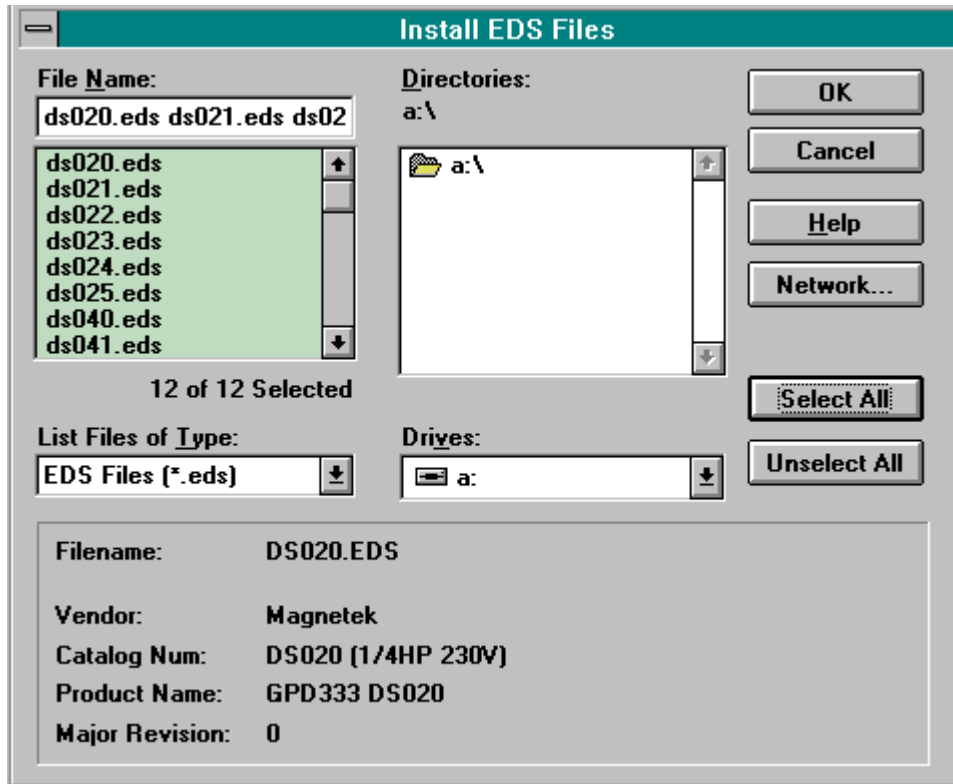 Install EDS Files
File Name:
ds020.eds ds021.eds ds02
ds020.eds
ds021.eds
ds022.eds
ds023.eds
ds024.eds
ds025.eds
ds040.eds
ds041.eds
12 of 12 Selected
List Files of Type:
EDS Files (*.eds)
Directories:
a:\
a:\
Drives:
a:
OK
Cancel
Help
Network...
Select All
Unselect All
Filename: DS020.EDS
Vendor: Magnetek
Catalog Num: DS020 (1/4HP 230V)
Product Name: GPD333 DS020
Major Revision: 0